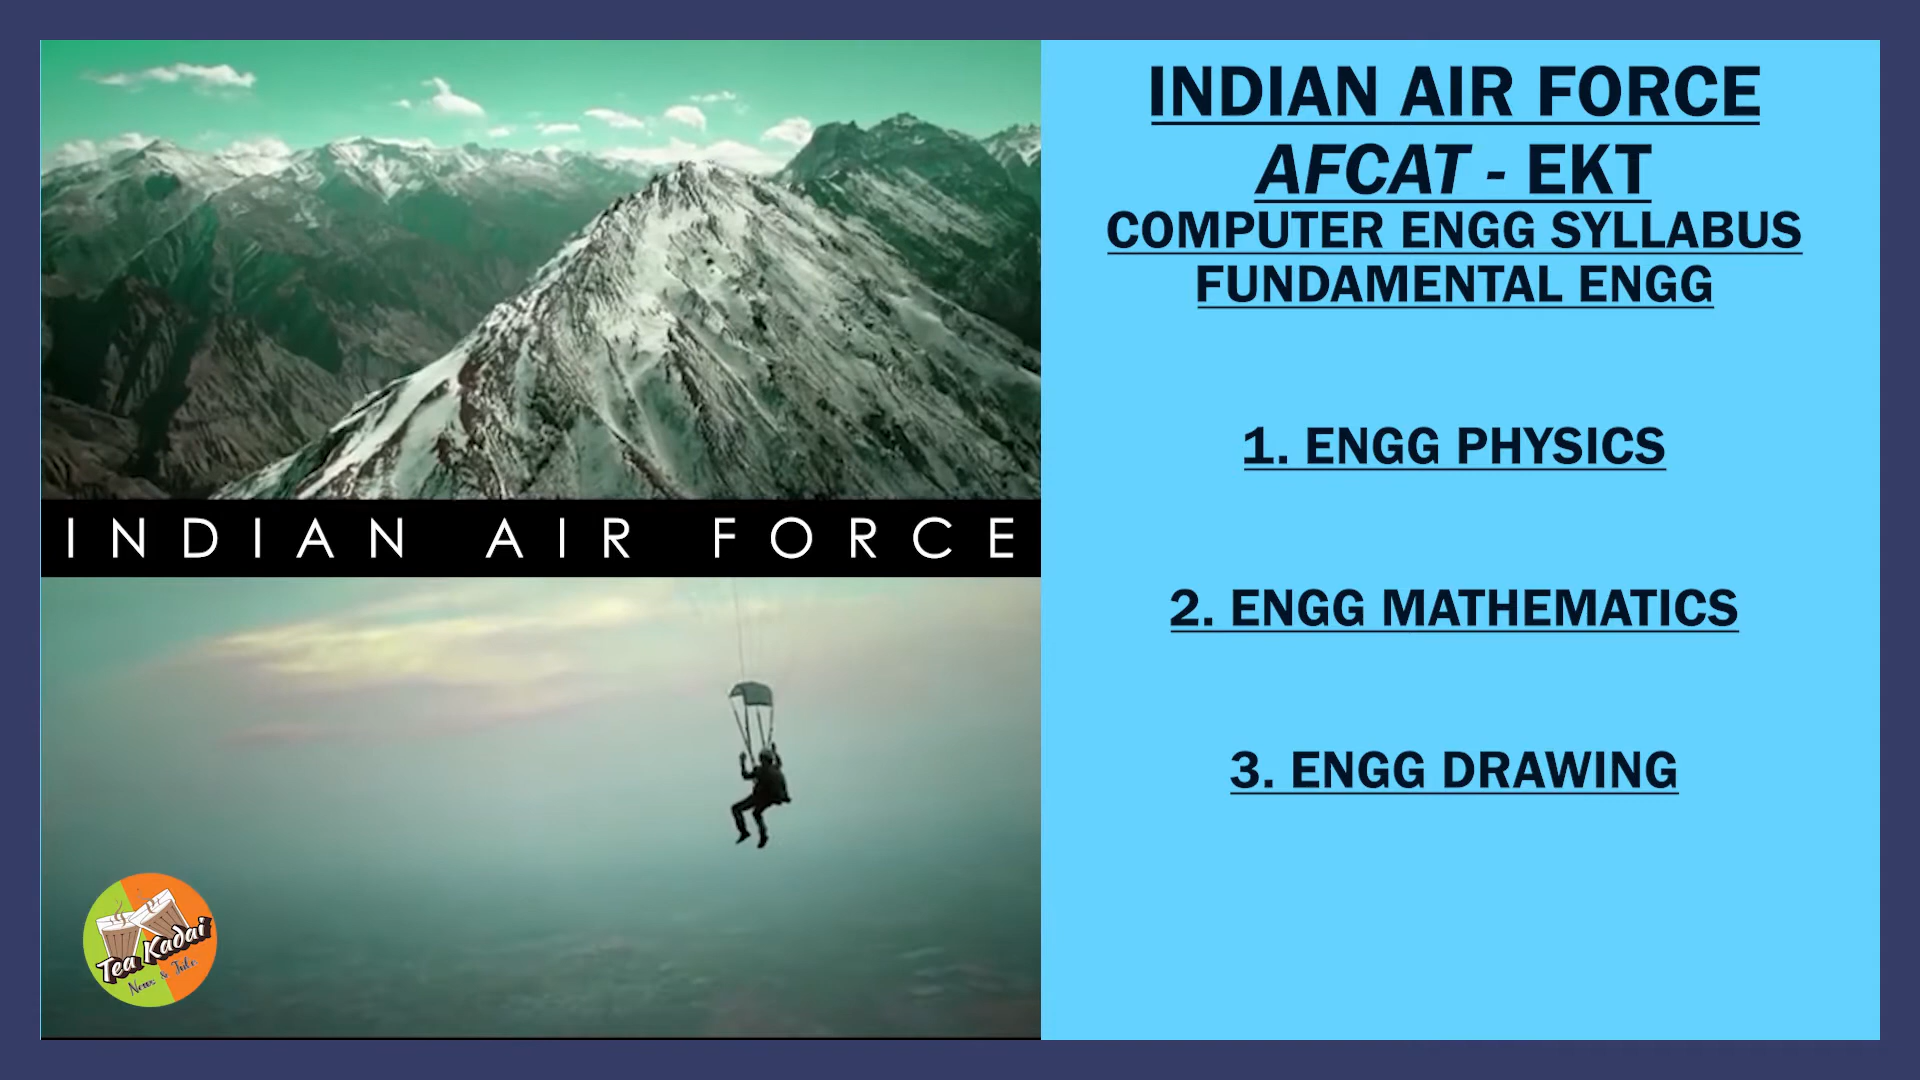 INDIAN AIR FORCE
Tea Kadai
News &
INDIAN AIR FORCE
AFCAT - EKT
COMPUTER ENGG SYLLABUS
FUNDAMENTAL ENGG
1. ENGG PHYSICS
2. ENGG MATHEMATICS
3. ENGG DRAWING